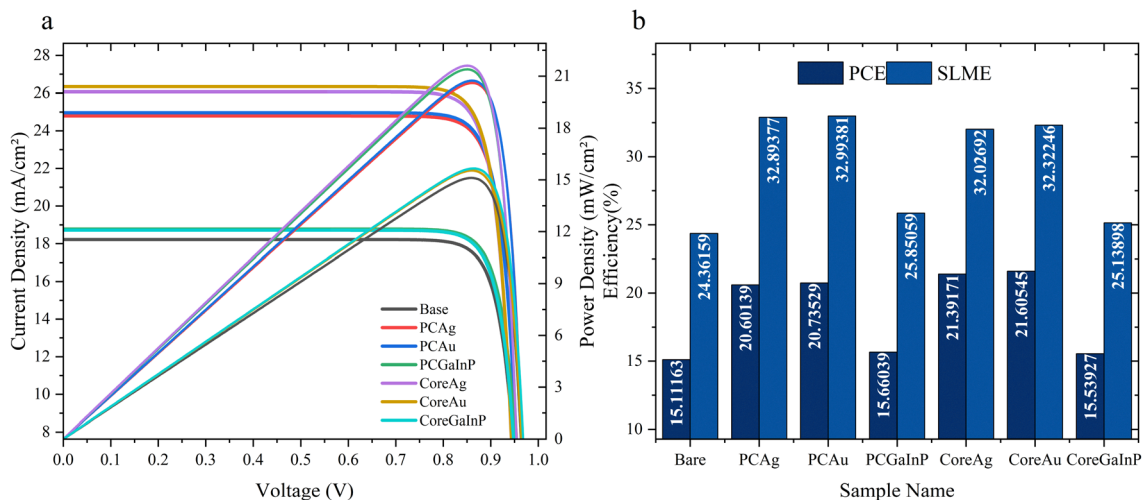 a
28
26
24
22
20
18
16
14
12
10
8
Current Density (mA/cm²)
0.0 0.1 0.2 0.3 0.4 0.5 0.6 0.7 0.8 0.9 1.0
Voltage (V)
21
18
15
12
9
6
3
0
Power Density (mW/cm²)
Base
PCAg
PCAu
PCGaInP
CoreAg
CoreAu
CoreGaInP
b
PCE SLME
35
30
25
20
15
10
Efficiency(%)
15.11163
24.36159
20.60139
32.89377
20.73529
32.99381
15.66039
25.85059
21.39171
32.02692
21.60545
32.32246
15.53927
25.13898
Bare PCAg PCAu PCGaInP CoreAg CoreAu CoreGaInP
Sample Name